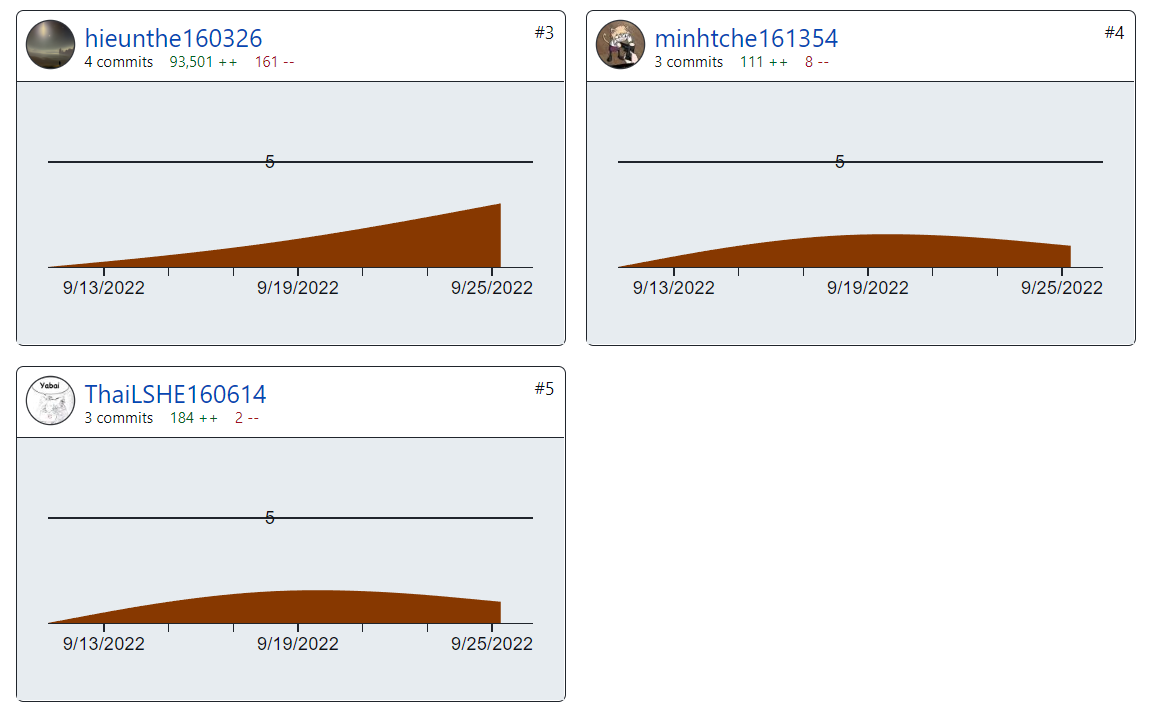 hieunthe160326
#3
4 commits 93,501 ++ 161 --
5
9/13/2022 9/19/2022 9/25/2022
minhtche161354
#4
3 commits 111 ++ 8 --
5
9/13/2022 9/19/2022 9/25/2022
Yabai
ThaiLSHE160614
#5
3 commits 184 ++ 2 --
5
9/13/2022 9/19/2022 9/25/2022